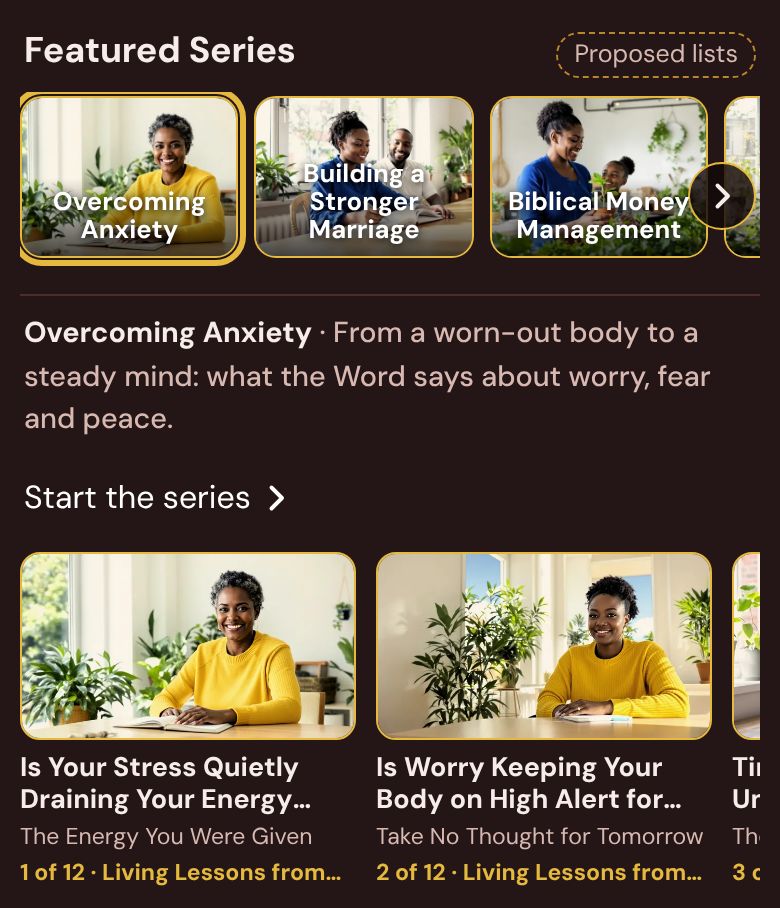 Featured Series
Proposed lists
Overcoming
Anxiety
Building a
Stronger
Marriage
Biblical Money
Management
Overcoming Anxiety · From a worn-out body to a
steady mind: what the Word says about worry, fear
and peace.
Start the series
Is Your Stress Quietly
Draining Your Energy…
The Energy You Were Given
1 of 12 · Living Lessons from…
Is Worry Keeping Your
Body on High Alert for…
Take No Thought for Tomorrow
2 of 12 · Living Lessons from…